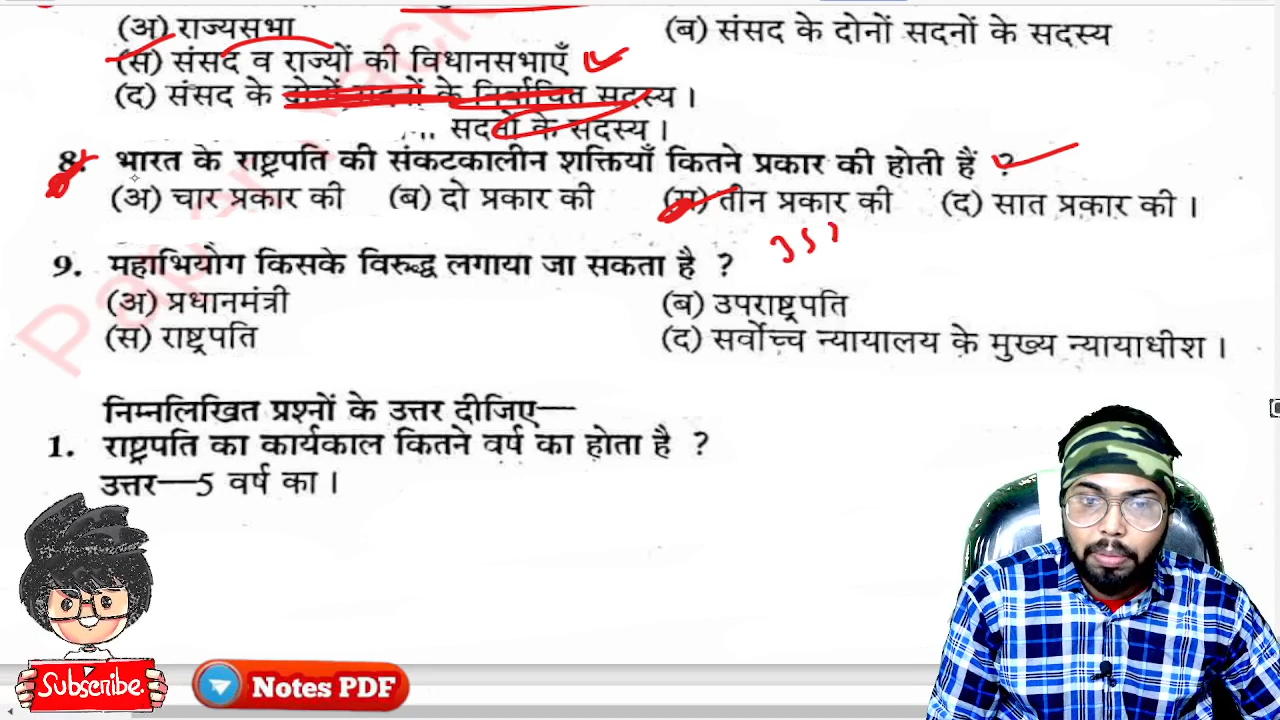 (अ) राज्यसभा (ब) संसद के दोनों सदनों के सदस्य
(स) संसद व राज्यों की विधानसभाएँ
(द) संसद के दोनों सदनों के निर्वाचित सदस्य।
सदनों के सदस्य।
8. भारत के राष्ट्रपति की संकटकालीन शक्तियाँ कितने प्रकार की होती हैं ?
(अ) चार प्रकार की (ब) दो प्रकार की (स) तीन प्रकार की (द) सात प्रकार की।
9. महाभियोग किसके विरुद्ध लगाया जा सकता है ?
(अ) प्रधानमंत्री (ब) उपराष्ट्रपति
(स) राष्ट्रपति (द) सर्वोच्च न्यायालय के मुख्य न्यायाधीश।
निम्नलिखित प्रश्नों के उत्तर दीजिए—
1. राष्ट्रपति का कार्यकाल कितने वर्ष का होता है ?
उत्तर—5 वर्ष का।
Subscribe.
Notes PDF